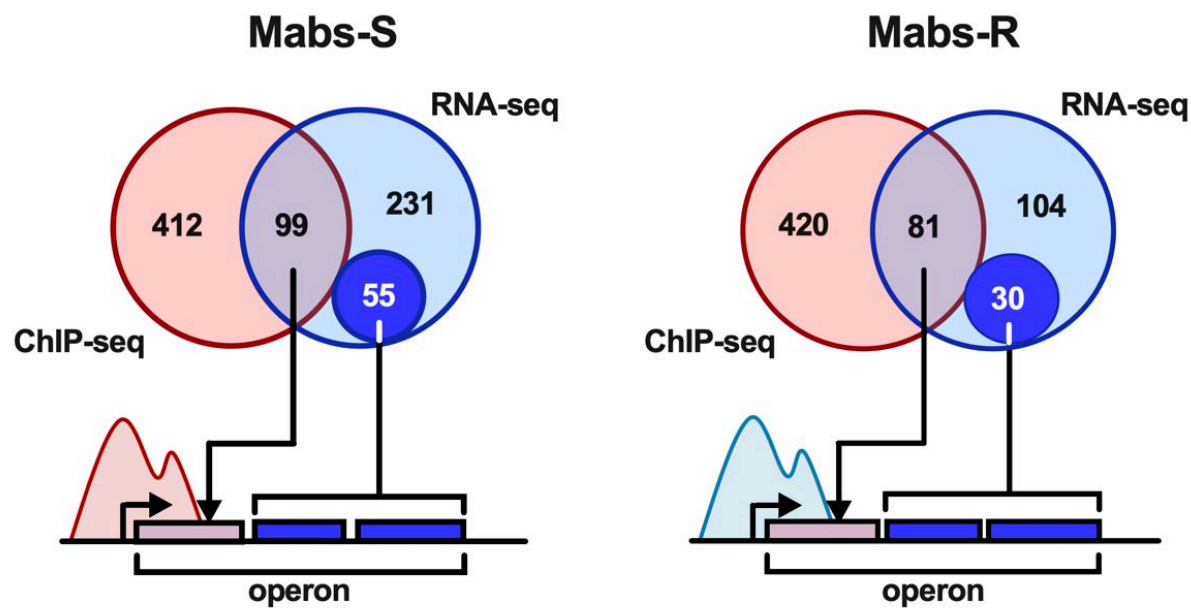 Mabs-S
RNA-seq
412
99
231
55
ChIP-seq
operon
Mabs-R
RNA-seq
420
81
104
30
ChIP-seq
operon